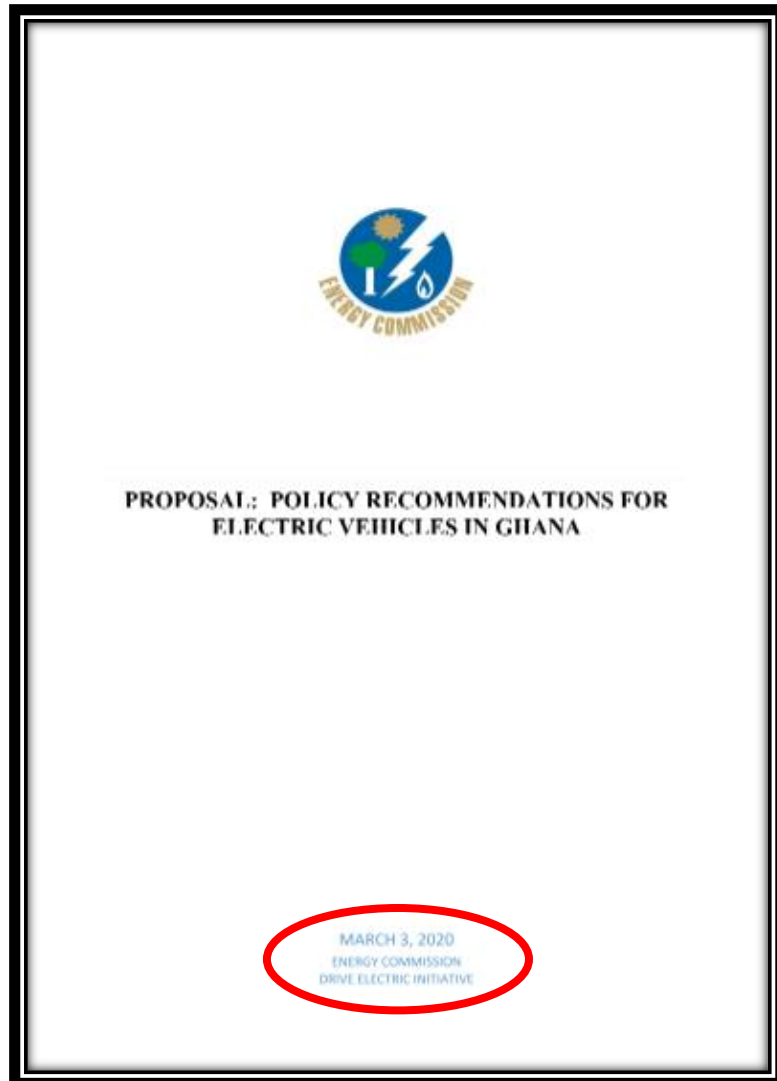 ENERGY COMMISSION
PROPOSAL: POLICY RECOMMENDATIONS FOR
ELECTRIC VEHICLES IN GHANA
MARCH 3, 2020
ENERGY COMMISSION
DRIVE ELECTRIC INITIATIVE